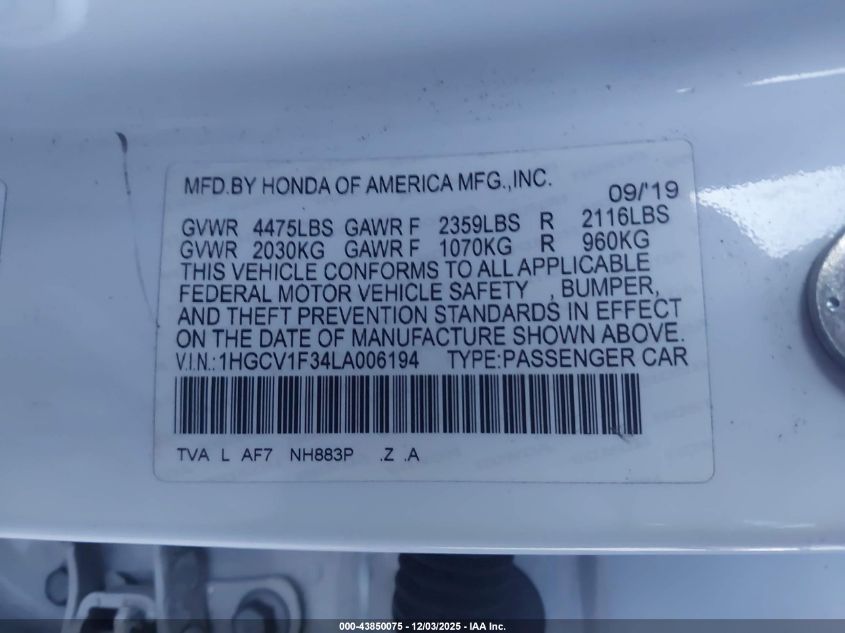 MFD.BY HONDA OF AMERICA MFG.,INC.
09/'19
GVWR 4475LBS GAWR F 2359LBS R 2116LBS
GVWR 2030KG GAWR F 1070KG R 960KG
THIS VEHICLE CONFORMS TO ALL APPLICABLE
FEDERAL MOTOR VEHICLE SAFETY , BUMPER,
AND THEFT PREVENTION STANDARDS IN EFFECT
ON THE DATE OF MANUFACTURE SHOWN ABOVE.
V.I.N.:1HGCV1F34LA006194 TYPE:PASSENGER CAR
TVA L AF7 NH883P .Z .A
000-43850075 - 12/03/2025 - IAA Inc.